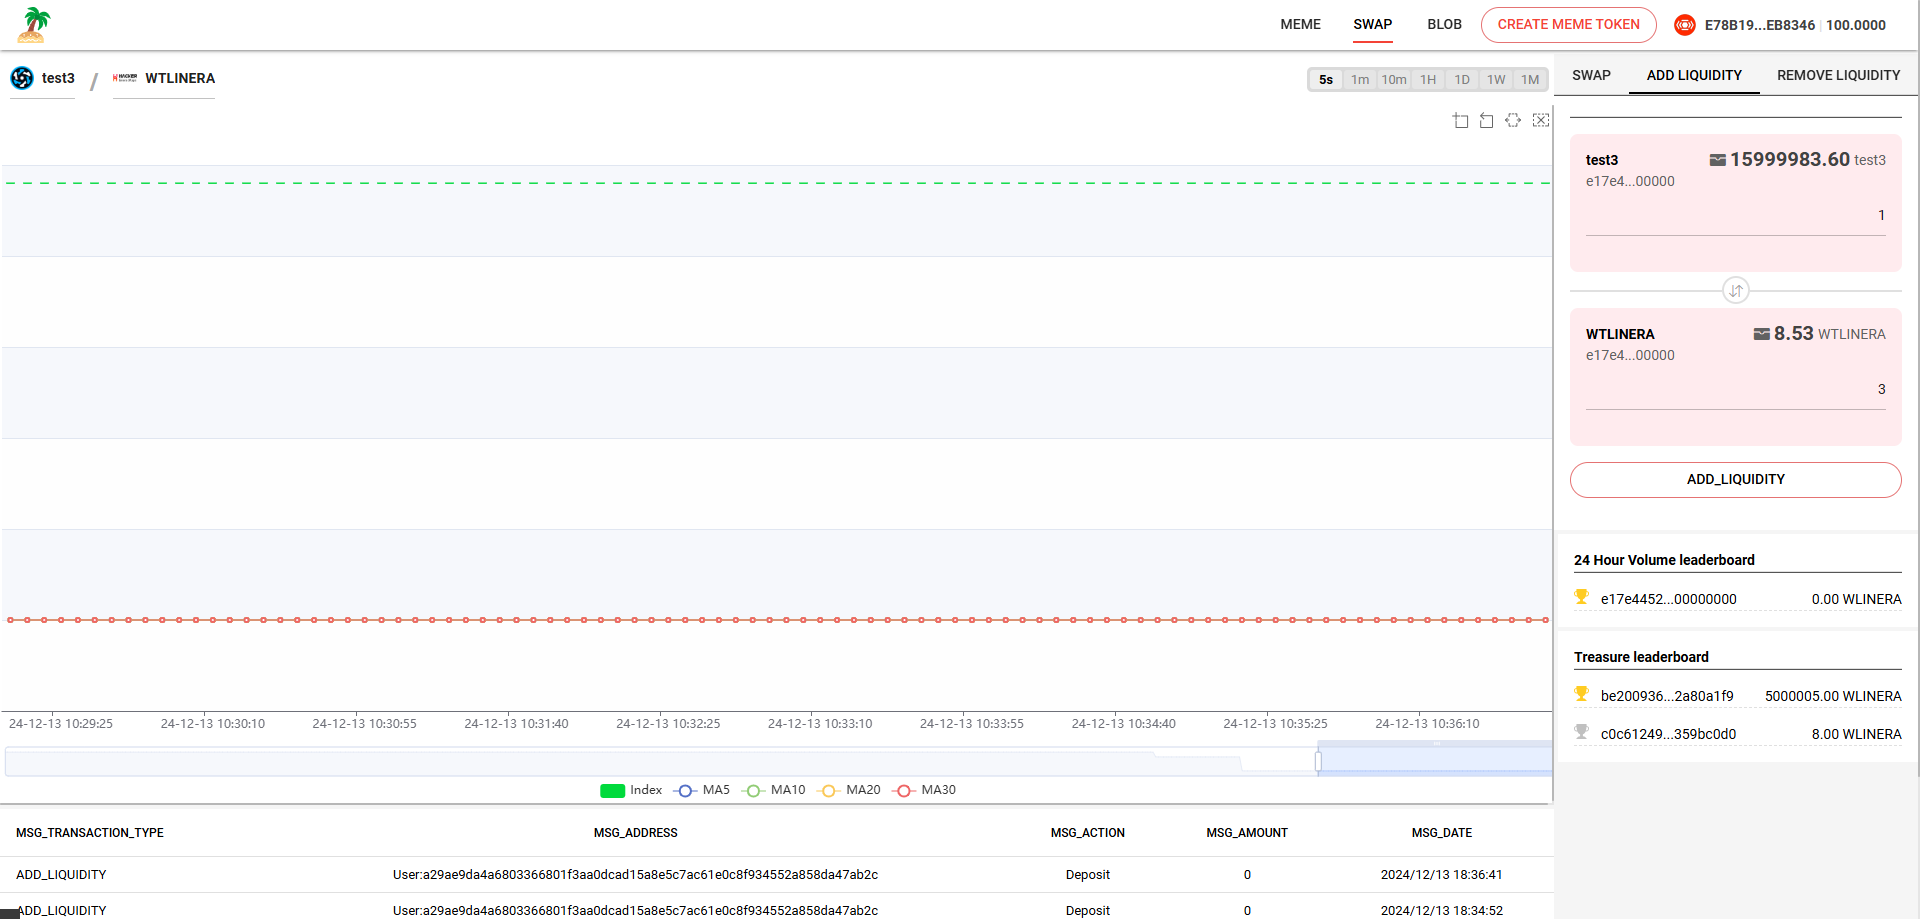 MEME SWAP BLOB CREATE MEME TOKEN E78B19...EB8346 100.0000
test3 / WTLINERA
5s 1m 10m 1H 1D 1W 1M
SWAP ADD LIQUIDITY REMOVE LIQUIDITY
test3 15999983.60 test3
e17e4...00000
1
WTLINERA 8.53 WTLINERA
e17e4...00000
3
ADD_LIQUIDITY
24 Hour Volume leaderboard
e17e4452...00000000 0.00 WLINERA
Treasure leaderboard
be200936...2a80a1f9 5000005.00 WLINERA
c0c61249...359bc0d0 8.00 WLINERA
24-12-13 10:29:25 24-12-13 10:30:10 24-12-13 10:30:55 24-12-13 10:31:40 24-12-13 10:32:25 24-12-13 10:33:10 24-12-13 10:33:55 24-12-13 10:34:40 24-12-13 10:35:25 24-12-13 10:36:10
Index MA5 MA10 MA20 MA30
MSG_TRANSACTION_TYPE MSG_ADDRESS MSG_ACTION MSG_AMOUNT MSG_DATE
ADD_LIQUIDITY User:a29ae9da4a6803366801f3aa0dcad15a8e5c7ac61e0c8f934552a858da47ab2c Deposit 0 2024/12/13 18:36:41
ADD_LIQUIDITY User:a29ae9da4a6803366801f3aa0dcad15a8e5c7ac61e0c8f934552a858da47ab2c Deposit 0 2024/12/13 18:34:52